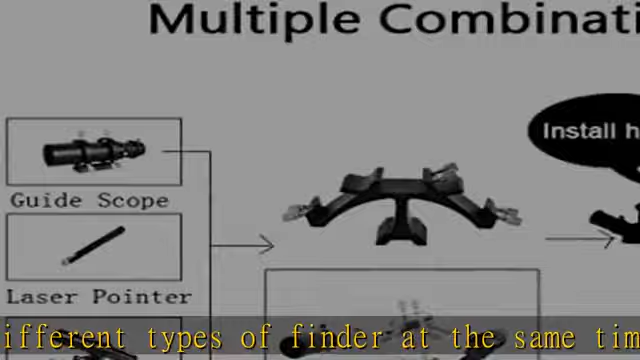 Multiple Combinati
Install h
Guide Scope
Laser Pointer
ifferent types of finder at the same tim